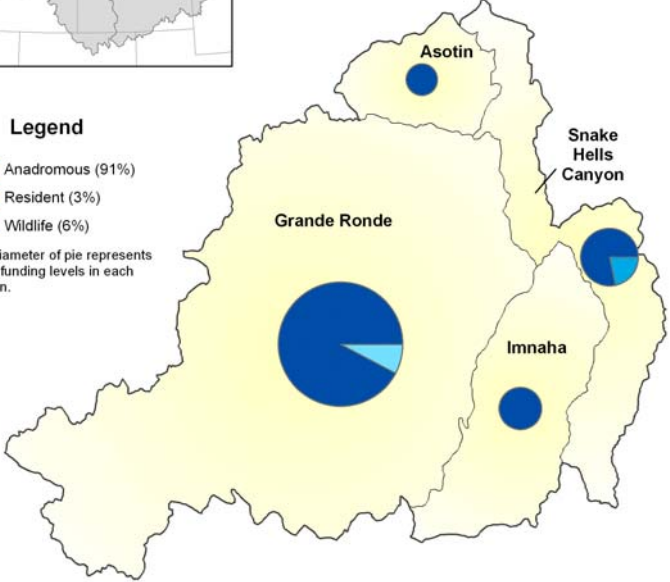 Asotin
Legend
Anadromous (91%)
Resident (3%)
Wildlife (6%)
iameter of pie represents
funding levels in each
n.
Snake
Hells
Canyon
Grande Ronde
Imnaha